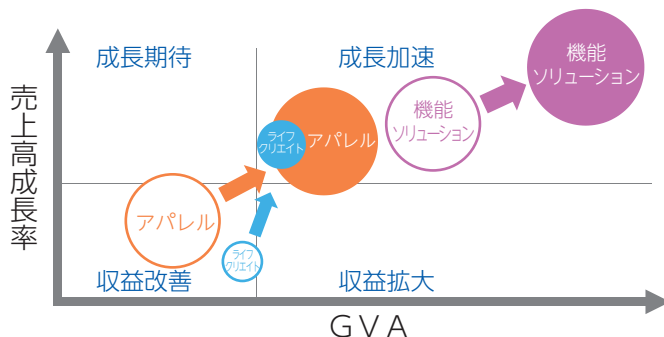 成長期待
成長加速
機能
ソリューション
機能
ソリューション
ライフ
クリエイト
アパレル
アパレル
ライフ
クリエイト
収益改善
収益拡大
売上高成長率
GVA